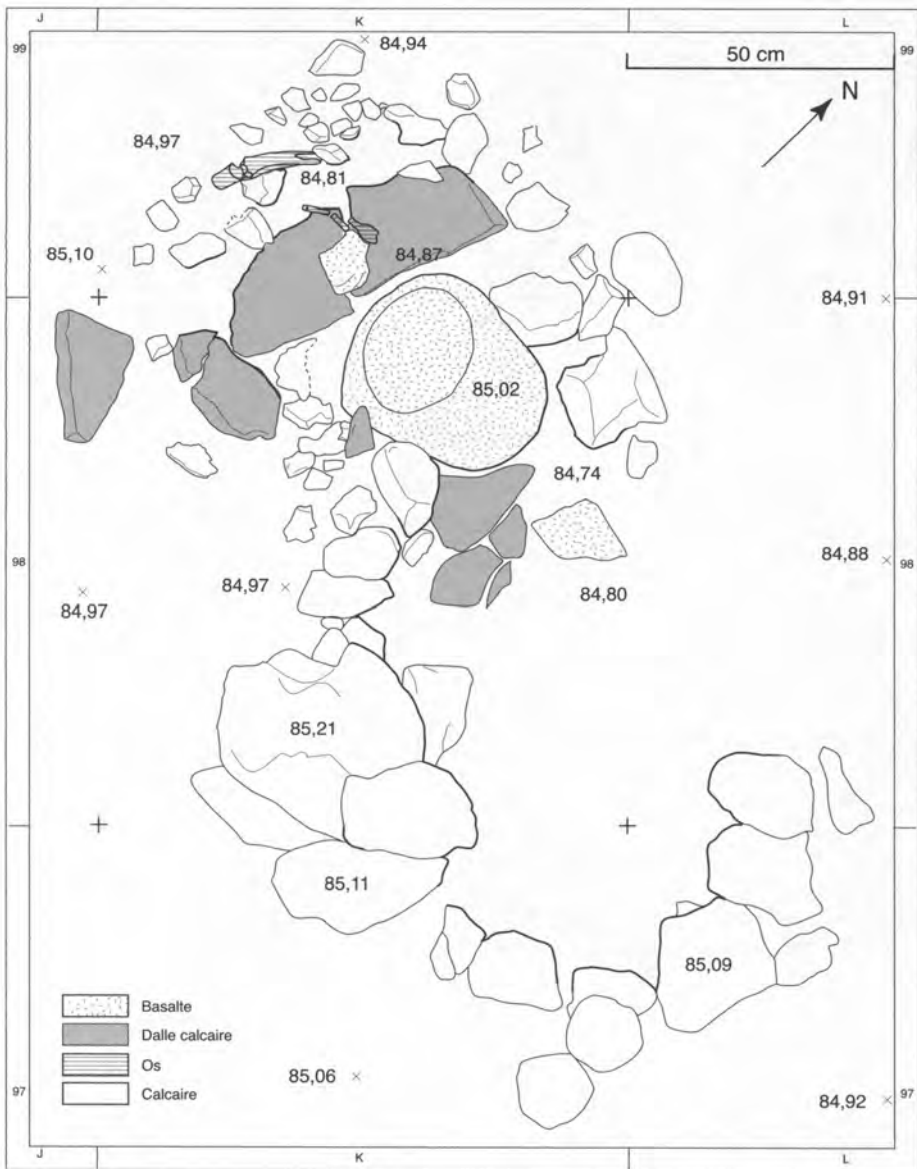 J K L
99 84,94 99
50 cm
N
84,97
84,81
85,10 84,87
84,91
85,02
84,74
98 84,97 84,88 98
84,97 84,80
85,21
85,11
85,09
Basalte
Dalle calcaire
Os
Calcaire
85,06
97 84,92 97
J K L